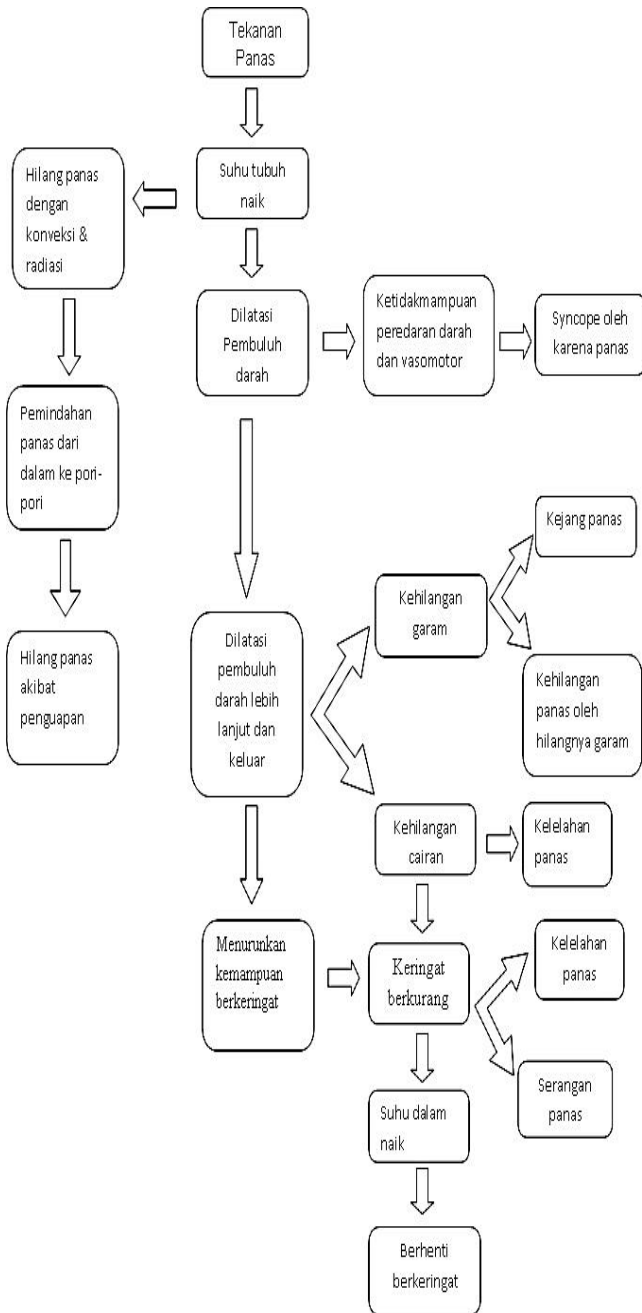 Tekanan
Panas
Suhu tubuh
naik
Hilang panas
dengan
konveksi &
radiasi
Dilatasi
Pembuluh
darah
Ketidakmampuan
peredaran darah
dan vasomotor
Syncope oleh
karena panas
Pemindahan
panas dari
dalam ke pori-
pori
Hilang panas
akibat
penguapan
Dilatasi
pembuluh
darah lebih
lanjut dan
keluar
Kehilangan
garam
Kejang panas
Kehilangan
panas oleh
hilangnya garam
Kehilangan
cairan
Kelelahan
panas
Menurunkan
kemampuan
berkeringat
Keringat
berkurang
Kelelahan
panas
Serangan
panas
Suhu dalam
naik
Berhenti
berkeringat